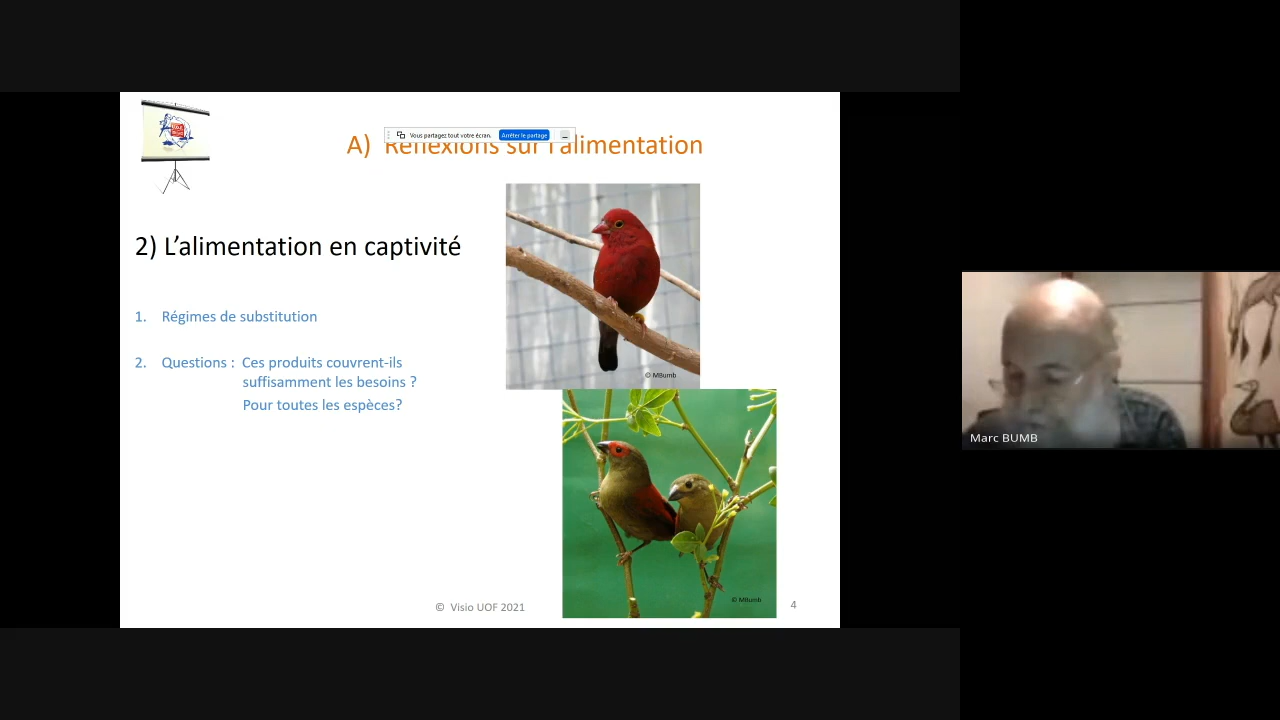 Vous partagez tout votre écran.
Arrêter le partage
A) Réflexions sur l'alimentation
2) L'alimentation en captivité
1. Régimes de substitution
2. Questions : Ces produits couvrent-ils
suffisamment les besoins ?
Pour toutes les espèces?
© MBumb
© MBumb
© Visio UOF 2021
4
Marc BUMB